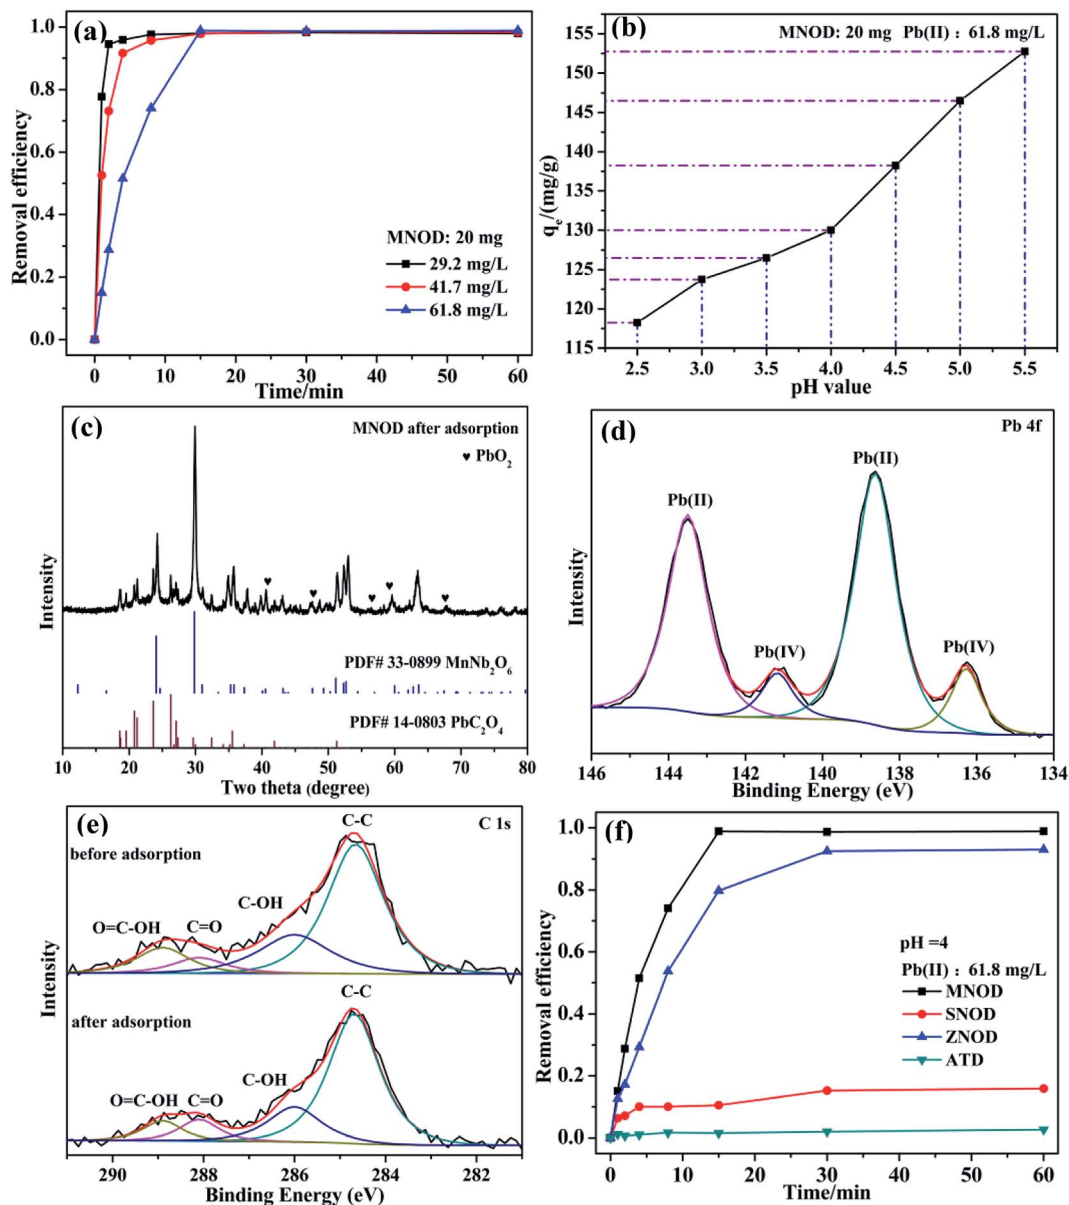 (a)
1.0
0.8
0.6
0.4
0.2
0.0
Removal efficiency
MNOD: 20 mg
29.2 mg/L
41.7 mg/L
61.8 mg/L
0 10 20 30 40 50 60
Time/min
(b)
MNOD: 20 mg Pb(II) : 61.8 mg/L
155
150
145
140
135
130
125
120
115
qe/(mg/g)
2.5 3.0 3.5 4.0 4.5 5.0 5.5
pH value
(c)
MNOD after adsorption
♥ PbO2
Intensity
PDF# 33-0899 MnNb2O6
PDF# 14-0803 PbC2O4
10 20 30 40 50 60 70 80
Two theta (degree)
(d)
Pb 4f
Pb(II)
Pb(II)
Pb(IV)
Pb(IV)
Intensity
146 144 142 140 138 136 134
Binding Energy (eV)
(e)
C 1s
before adsorption
C-C
C-OH
O=C-OH
C=O
Intensity
after adsorption
C-C
C-OH
O=C-OH
C=O
290 288 286 284 282
Binding Energy (eV)
(f)
1.0
0.8
0.6
0.4
0.2
0.0
Removal efficiency
pH =4
Pb(II) : 61.8 mg/L
MNOD
SNOD
ZNOD
ATD
0 10 20 30 40 50 60
Time/min